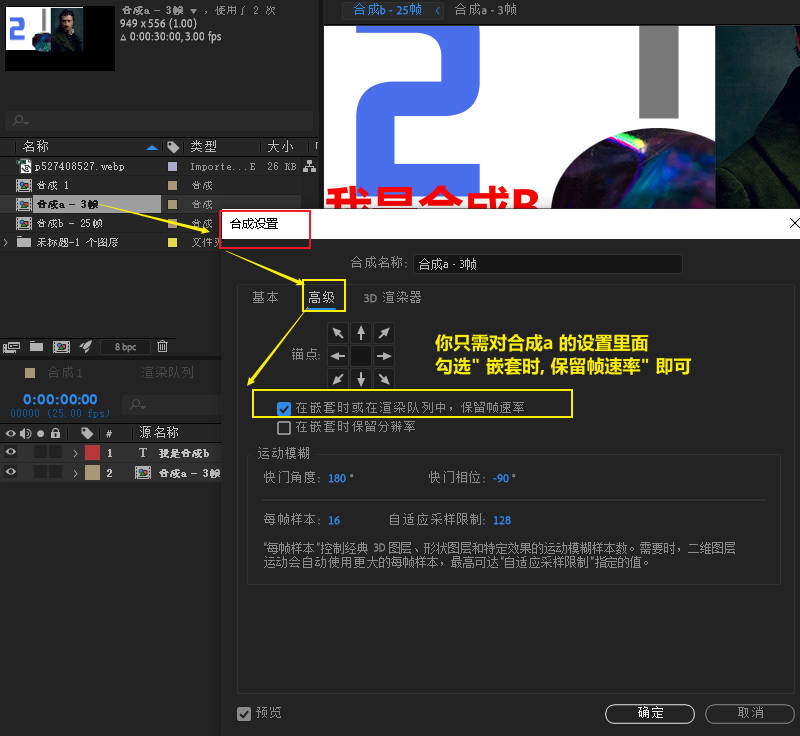 合成a - 3帧 ▼ , 使用了 2 次
949 x 556 (1.00)
Δ 0:00:30:00, 3.00 fps
合成b - 25帧 ‹ 合成a - 3帧
2
我是合成B
名称 类型 大小
p527408527.webp Importe...E 26 KB
合成 1 合成
合成a - 3帧 合成
合成b - 25帧 合成
未标题-1 个图层 文件夹
8 bpc
合成1 渲染队列
0:00:00:00
00000 (25.00 fps)
# 源名称
1 T 我是合成b
2 合成a - 3帧
合成设置
合成名称: 合成a - 3帧
基本 高级 3D 渲染器
锚点:
你只需对合成a 的设置里面
勾选" 嵌套时, 保留帧速率" 即可
在嵌套时或在渲染队列中，保留帧速率
在嵌套时保留分辨率
运动模糊
快门角度: 180 ° 快门相位: -90 °
每帧样本: 16 自适应采样限制: 128
"每帧样本"控制经典 3D 图层、形状图层和特定效果的运动模糊样本数。需要时，二维图层
运动会自动使用更大的每帧样本，最高可达"自适应采样限制"指定的值。
预览 确定 取消